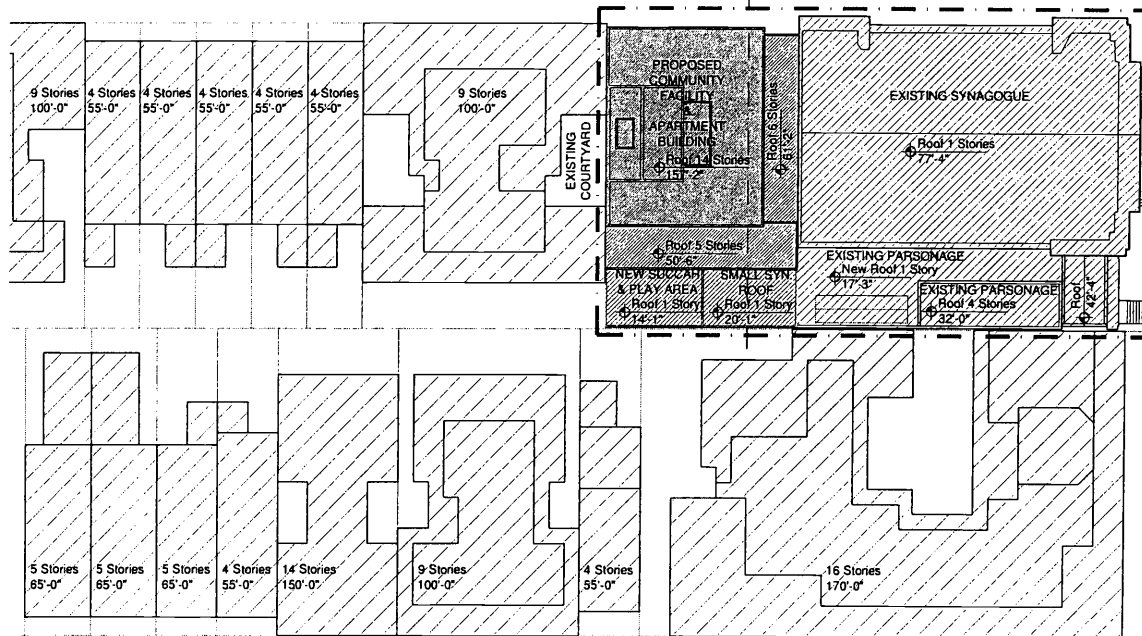 9 Stories
100'-0"
4 Stories
55'-0"
4 Stories
55'-0"
4 Stories
55'-0"
4 Stories
55'-0"
4 Stories
55'-0"
9 Stories
100'-0"
EXISTING
COURTYARD
PROPOSED
COMMUNITY
FACILITY
APARTMENT
BUILDING
Roof 14 Stories
Roof 6 Stories
EXISTING SYNAGOGUE
Roof 1 Stories
77'-4"
Roof 5 Stories
50'-6"
NEW SUCCAH
& PLAY AREA
Roof 1 Story
14'-1"
SMALL SYN
ROOF
Roof 1 Story
20'-1"
EXISTING PARSONAGE
New Roof 1 Story
17'-3"
EXISTING PARSONAGE
Roof 4 Stories
32'-0"
Roof
42'-4"
5 Stories
65'-0"
5 Stories
65'-0"
5 Stories
65'-0"
4 Stories
55'-0"
14 Stories
150'-0"
9 Stories
100'-0"
4 Stories
55'-0"
16 Stories
170'-0"